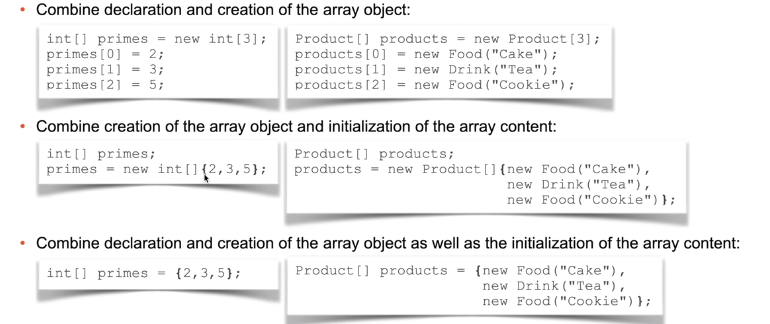 • Combine declaration and creation of the array object:
int[] primes = new int[3];
primes[0] = 2;
primes[1] = 3;
primes[2] = 5;
Product[] products = new Product[3];
products[0] = new Food("Cake");
products[1] = new Drink("Tea");
products[2] = new Food("Cookie");
• Combine creation of the array object and initialization of the array content:
int[] primes;
primes = new int[]{2,3,5};
Product[] products;
products = new Product[]{new Food("Cake"),
new Drink("Tea"),
new Food("Cookie")};
• Combine declaration and creation of the array object as well as the initialization of the array content:
int[] primes = {2,3,5};
Product[] products = {new Food("Cake"),
new Drink("Tea"),
new Food("Cookie")};